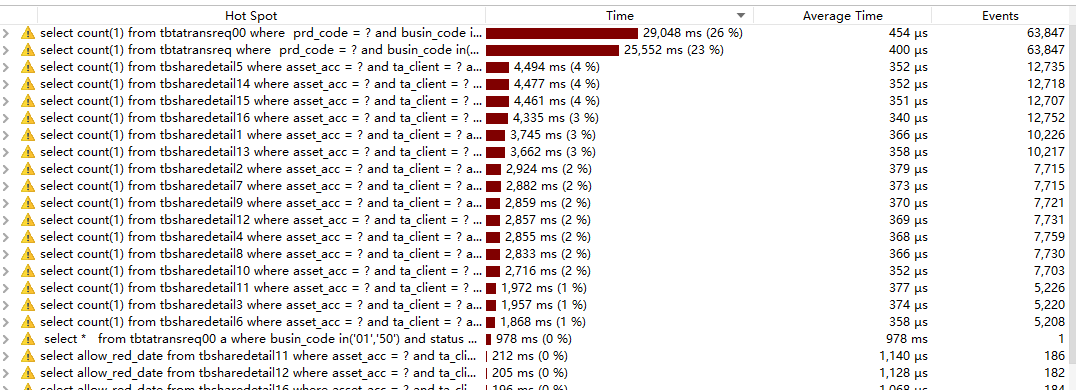 Hot Spot Time Average Time Events
select count(1) from tbtatransreq00 where prd_code = ? and busin_code i... 29,048 ms (26 %) 454 µs 63,847
select count(1) from tbtatransreq where prd_code = ? and busin_code in(... 25,552 ms (23 %) 400 µs 63,847
select count(1) from tbsharedetail5 where asset_acc = ? and ta_client = ? a... 4,494 ms (4 %) 352 µs 12,735
select count(1) from tbsharedetail14 where asset_acc = ? and ta_client = ? ... 4,477 ms (4 %) 352 µs 12,718
select count(1) from tbsharedetail15 where asset_acc = ? and ta_client = ? ... 4,461 ms (4 %) 351 µs 12,707
select count(1) from tbsharedetail16 where asset_acc = ? and ta_client = ? ... 4,335 ms (3 %) 340 µs 12,752
select count(1) from tbsharedetail1 where asset_acc = ? and ta_client = ? a... 3,745 ms (3 %) 366 µs 10,226
select count(1) from tbsharedetail13 where asset_acc = ? and ta_client = ? ... 3,662 ms (3 %) 358 µs 10,217
select count(1) from tbsharedetail2 where asset_acc = ? and ta_client = ? a... 2,924 ms (2 %) 379 µs 7,715
select count(1) from tbsharedetail7 where asset_acc = ? and ta_client = ? a... 2,882 ms (2 %) 373 µs 7,715
select count(1) from tbsharedetail9 where asset_acc = ? and ta_client = ? a... 2,859 ms (2 %) 370 µs 7,721
select count(1) from tbsharedetail12 where asset_acc = ? and ta_client = ? ... 2,857 ms (2 %) 369 µs 7,731
select count(1) from tbsharedetail4 where asset_acc = ? and ta_client = ? a... 2,855 ms (2 %) 368 µs 7,759
select count(1) from tbsharedetail8 where asset_acc = ? and ta_client = ? a... 2,833 ms (2 %) 366 µs 7,730
select count(1) from tbsharedetail10 where asset_acc = ? and ta_client = ? ... 2,716 ms (2 %) 352 µs 7,703
select count(1) from tbsharedetail11 where asset_acc = ? and ta_client = ? ... 1,972 ms (1 %) 377 µs 5,226
select count(1) from tbsharedetail3 where asset_acc = ? and ta_client = ? a... 1,957 ms (1 %) 374 µs 5,220
select count(1) from tbsharedetail6 where asset_acc = ? and ta_client = ? a... 1,868 ms (1 %) 358 µs 5,208
select * from tbtatransreq00 a where busin_code in('01','50') and status ... 978 ms (0 %) 978 ms 1
select allow_red_date from tbsharedetail11 where asset_acc = ? and ta_cli... 212 ms (0 %) 1,140 µs 186
select allow_red_date from tbsharedetail12 where asset_acc = ? and ta_cli... 205 ms (0 %) 1,128 µs 182
select allow_red_date from tbsharedetail16 where asset_acc = ? and ta_cli... 196 ms (0 %) 1,068 µs 184